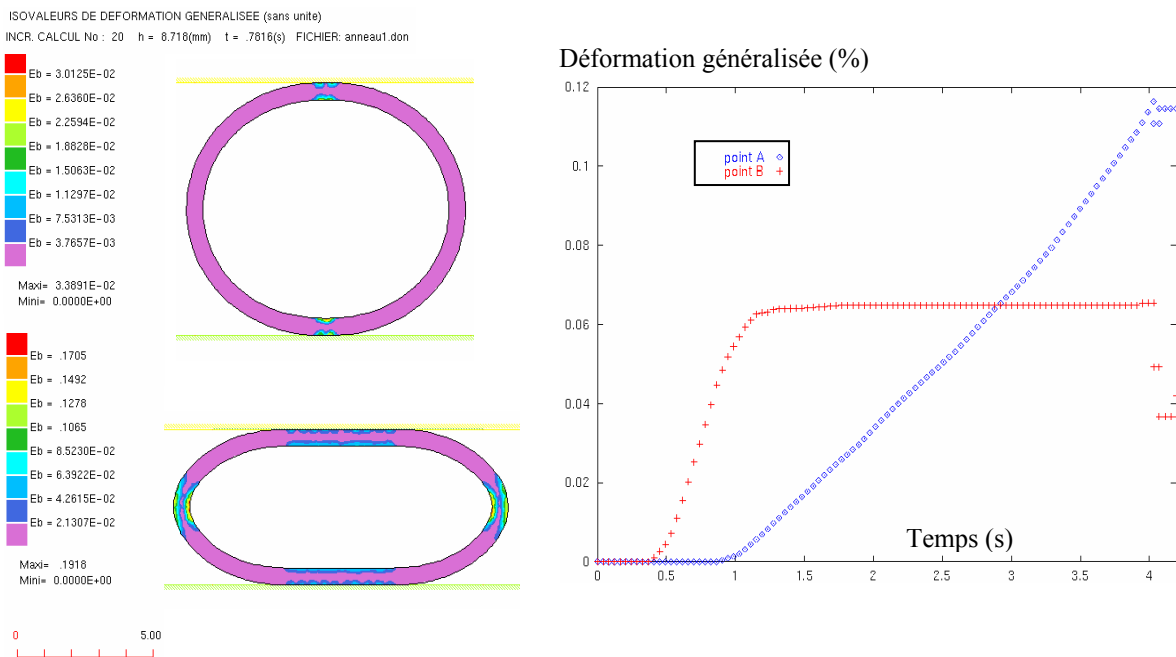 ISOVALEURS DE DEFORMATION GENERALISEE (sans unite)
INCR. CALCUL No : 20 h = 8.718(mm) t = .7816(s) FICHIER: anneau1.don
Eb = 3.0125E-02
Eb = 2.6360E-02
Eb = 2.2594E-02
Eb = 1.8828E-02
Eb = 1.5063E-02
Eb = 1.1297E-02
Eb = 7.5313E-03
Eb = 3.7657E-03
Maxi= 3.3891E-02
Mini= 0.0000E+00
Eb = .1705
Eb = .1492
Eb = .1278
Eb = .1065
Eb = 8.5230E-02
Eb = 6.3922E-02
Eb = 4.2615E-02
Eb = 2.1307E-02
Maxi= .1918
Mini= 0.0000E+00
0 5.00
Déformation généralisée (%)
0.12
0.1
0.08
0.06
0.04
0.02
0
point A
point B
Temps (s)
0 0.5 1 1.5 2 2.5 3 3.5 4